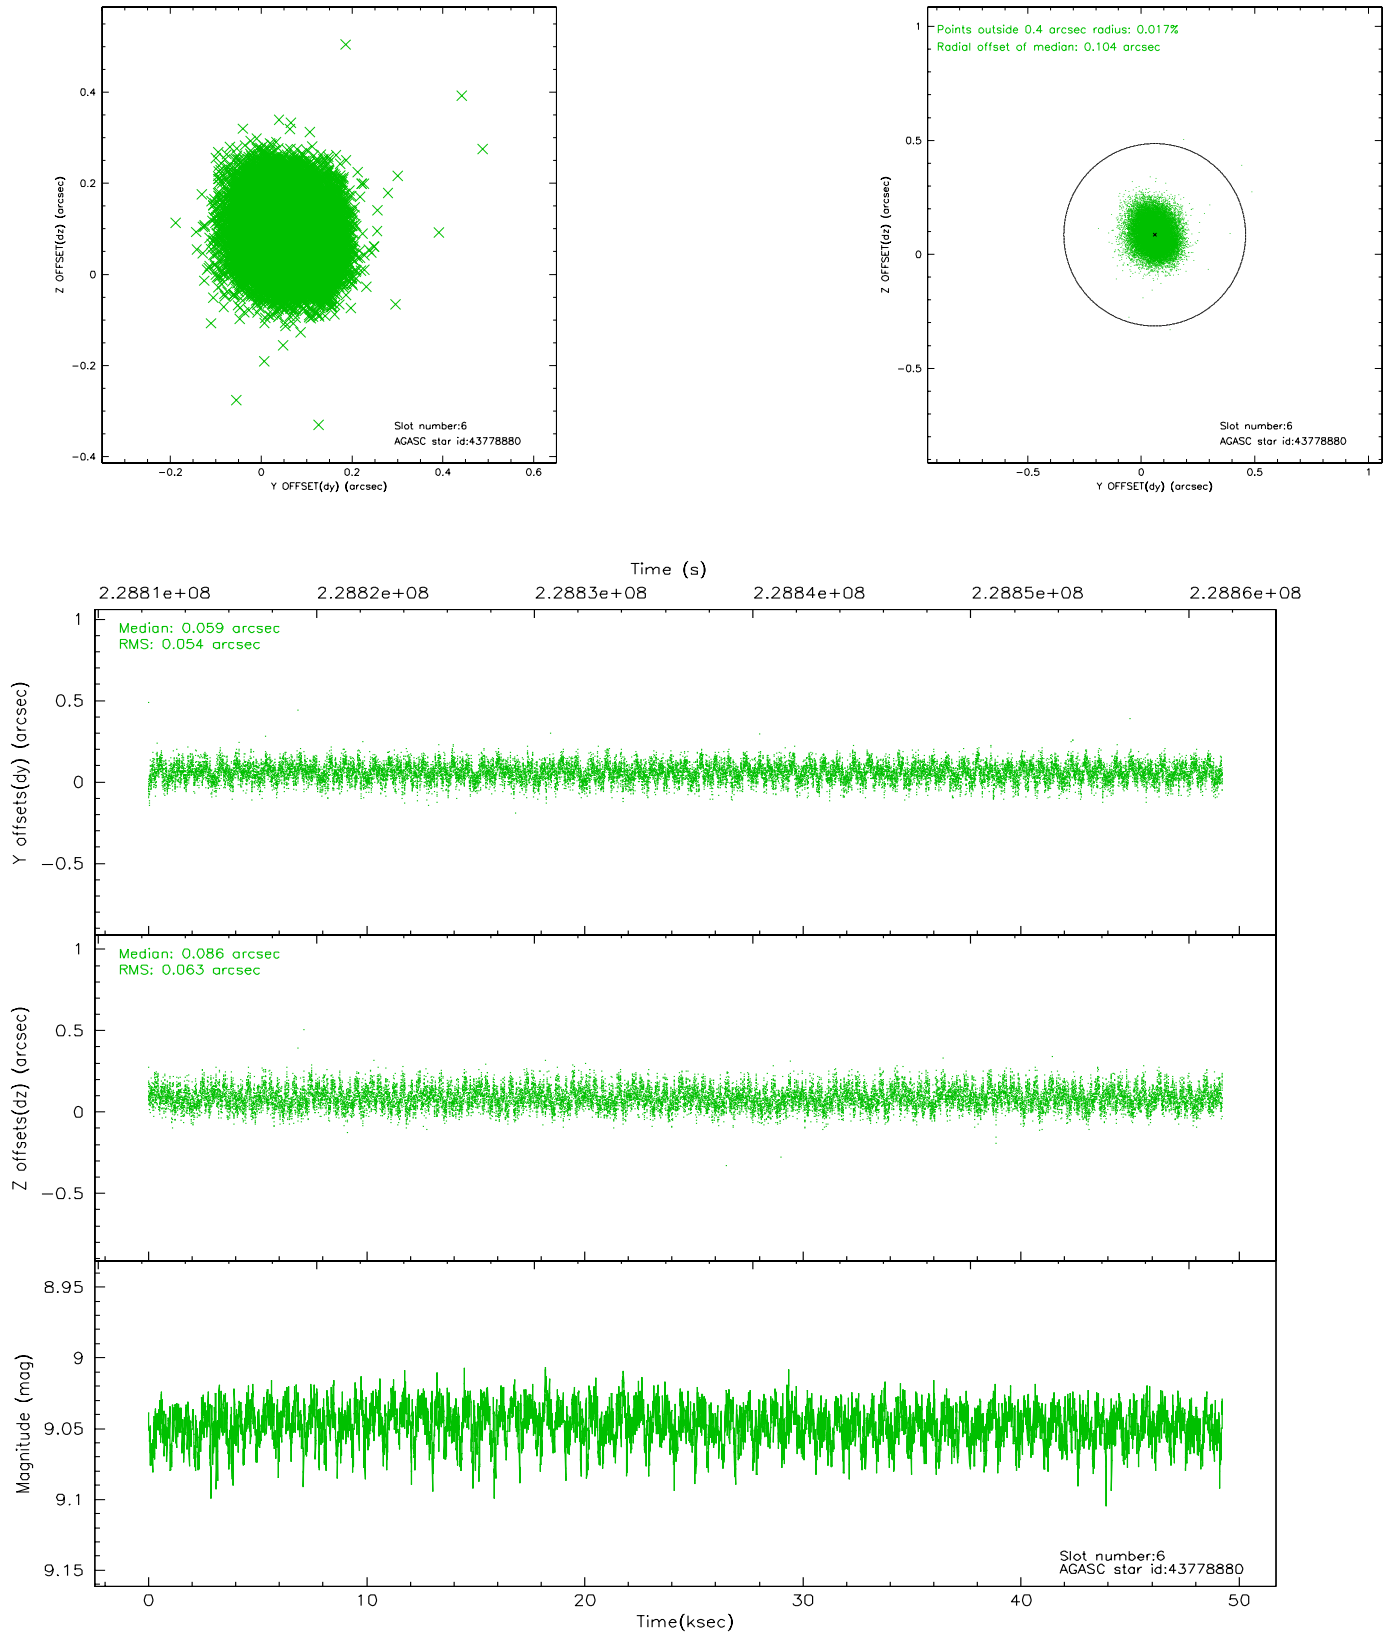 0.4
0.2
0
−0.2
−0.4
Z OFFSET(dz) (arcsec)
−0.2
0
0.2
0.4
0.6
Y OFFSET(dy) (arcsec)
Slot number:6
AGASC star id:43778880
Points outside 0.4 arcsec radius: 0.017%
Radial offset of median: 0.104 arcsec
1
0.5
0
−0.5
Z OFFSET(dz) (arcsec)
−0.5
0
0.5
1
Y OFFSET(dy) (arcsec)
Slot number:6
AGASC star id:43778880
Time (s)
2.2881e+08
2.2882e+08
2.2883e+08
2.2884e+08
2.2885e+08
2.2886e+08
Median: 0.059 arcsec
RMS: 0.054 arcsec
1
0.5
0
−0.5
Y offsets(dy) (arcsec)
Median: 0.086 arcsec
RMS: 0.063 arcsec
1
0.5
0
−0.5
Z offsets(dz) (arcsec)
8.95
9
9.05
9.1
9.15
Magnitude (mag)
Slot number:6
AGASC star id:43778880
0
10
20
30
40
50
Time(ksec)